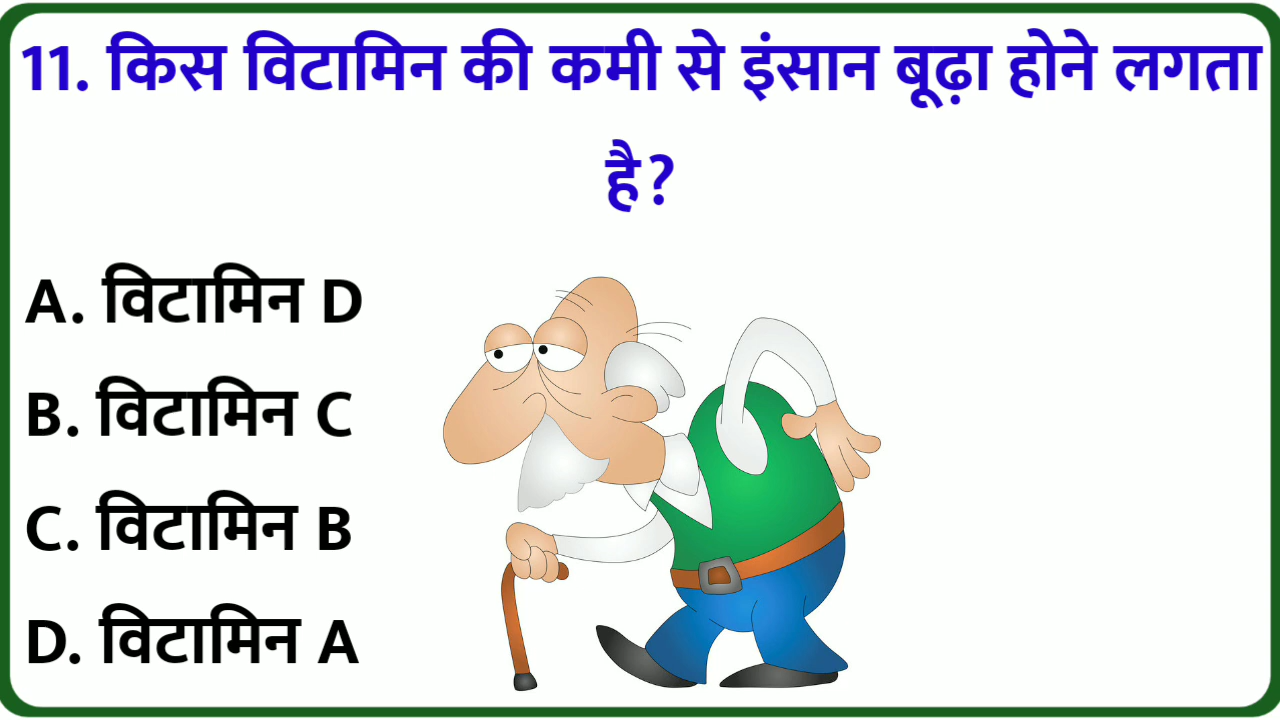 11. किस विटामिन की कमी से इंसान बूढ़ा होने लगता
है?
A. विटामिन D
B. विटामिन C
C. विटामिन B
D. विटामिन A